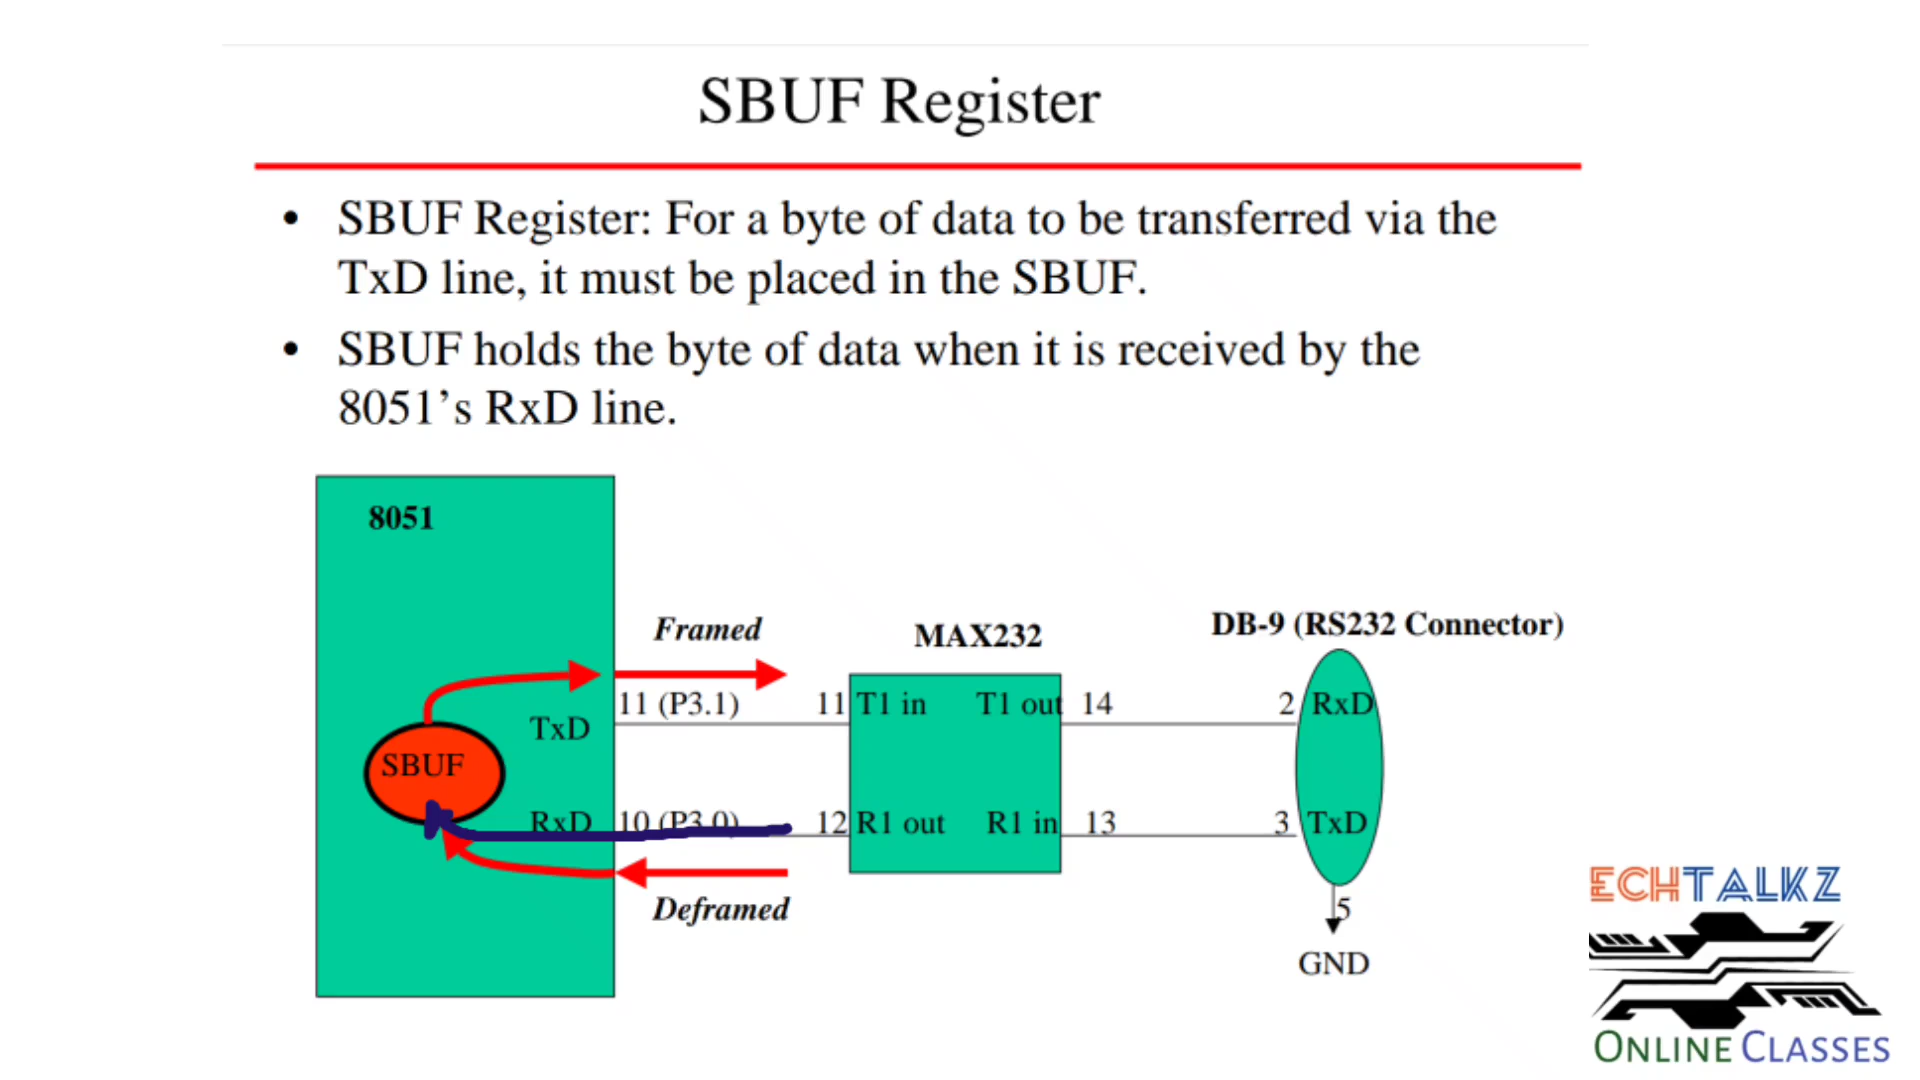 SBUF Register
• SBUF Register: For a byte of data to be transferred via the
TxD line, it must be placed in the SBUF.
• SBUF holds the byte of data when it is received by the
8051’s RxD line.
8051
Framed
MAX232
DB-9 (RS232 Connector)
11 (P3.1)
11 T1 in
T1 out 14
2 RxD
TxD
SBUF
RxD
10 (P3.0)
12 R1 out
R1 in 13
3 TxD
Deframed
5
GND
ECHTALKZ
ONLINE CLASSES